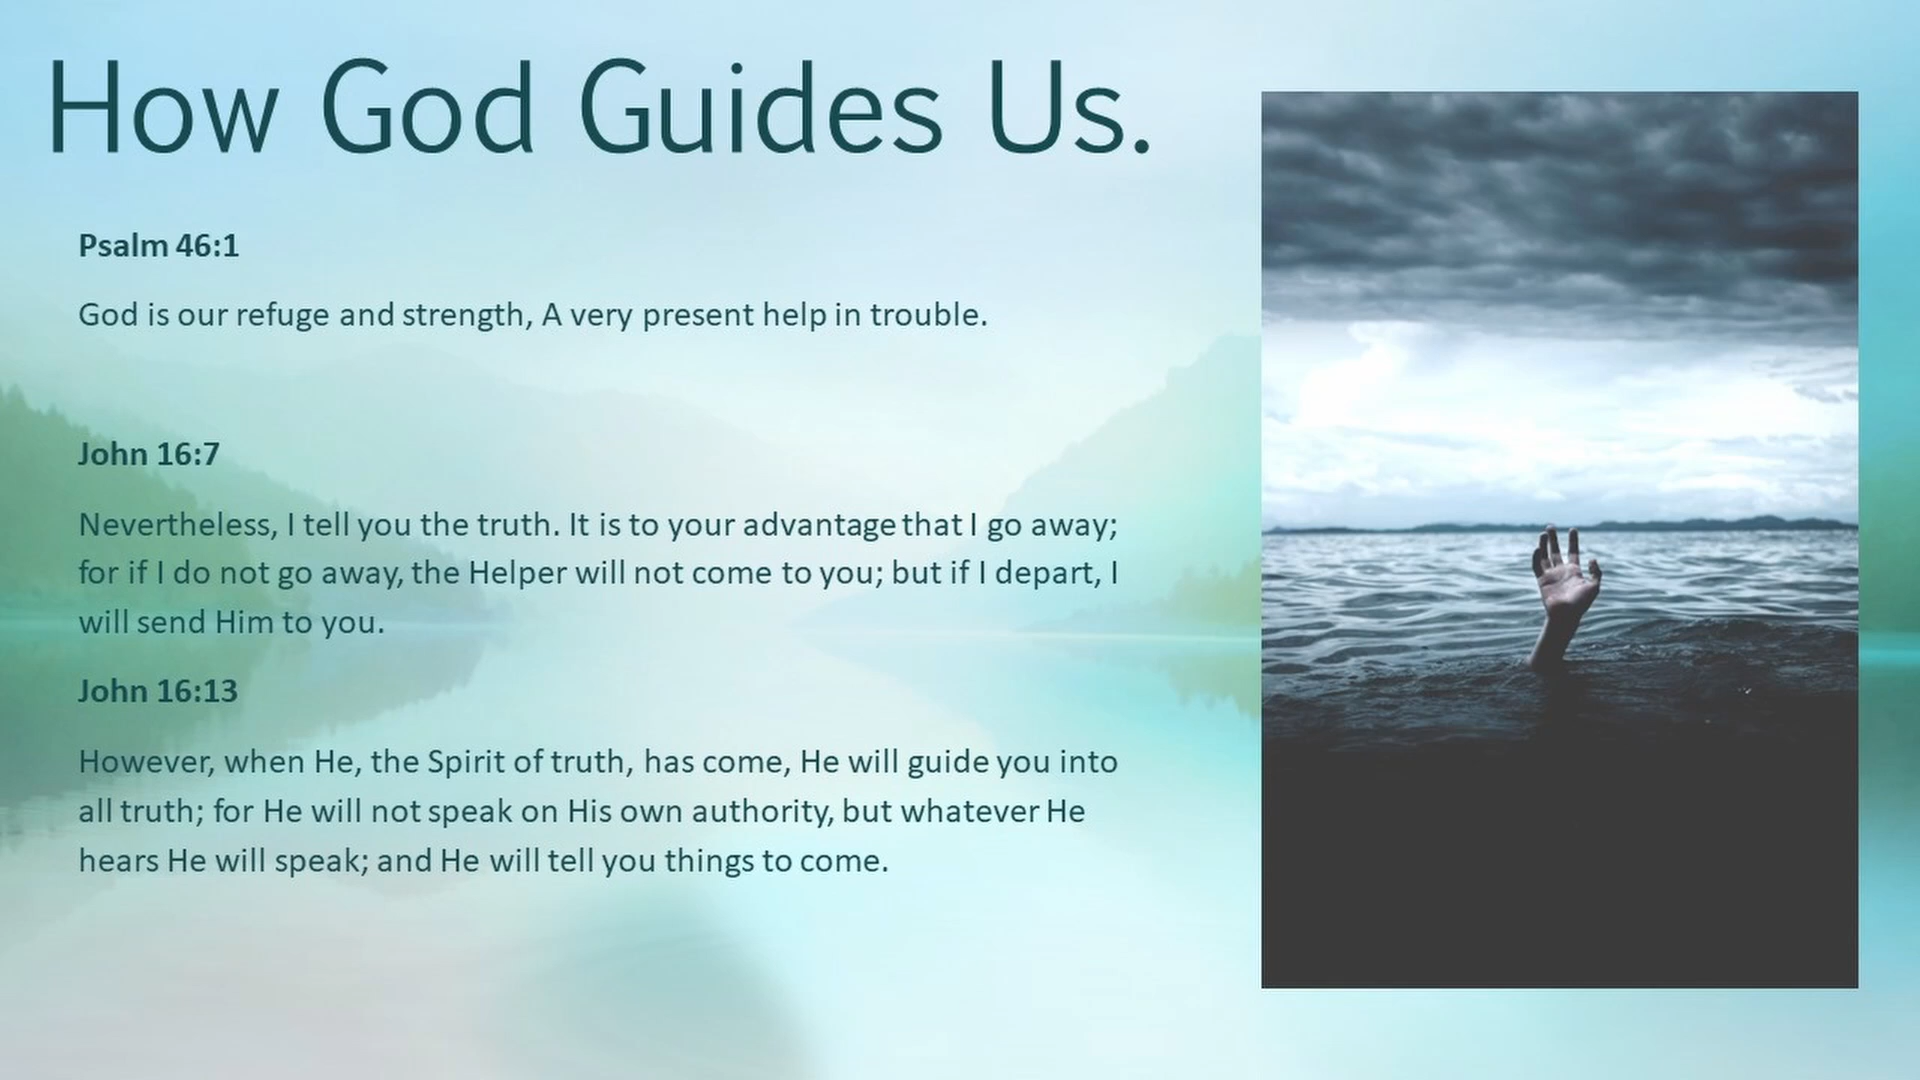 How God Guides Us.
Psalm 46:1
God is our refuge and strength, A very present help in trouble.
John 16:7
Nevertheless, I tell you the truth. It is to your advantage that I go away;
for if I do not go away, the Helper will not come to you; but if I depart, I
will send Him to you.
John 16:13
However, when He, the Spirit of truth, has come, He will guide you into
all truth; for He will not speak on His own authority, but whatever He
hears He will speak; and He will tell you things to come.